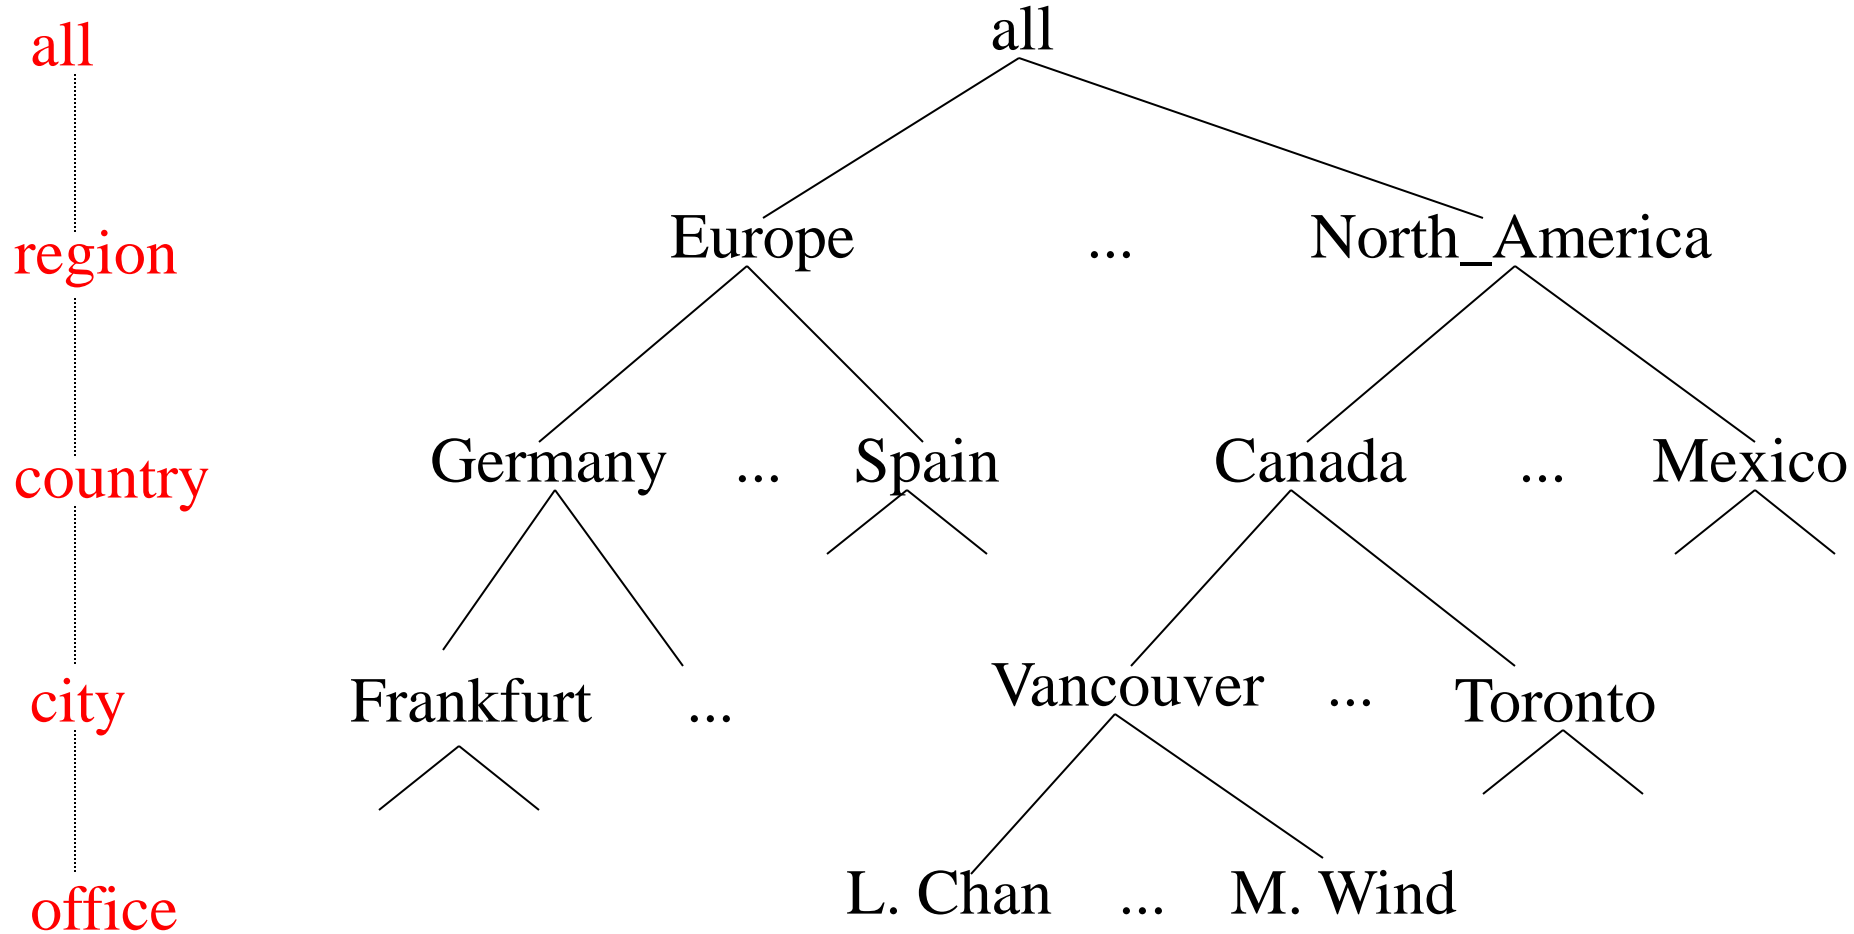 all
all
region
Europe ... North_America
country
Germany ... Spain Canada ... Mexico
city
Frankfurt ... Vancouver ... Toronto
office
L. Chan ... M. Wind